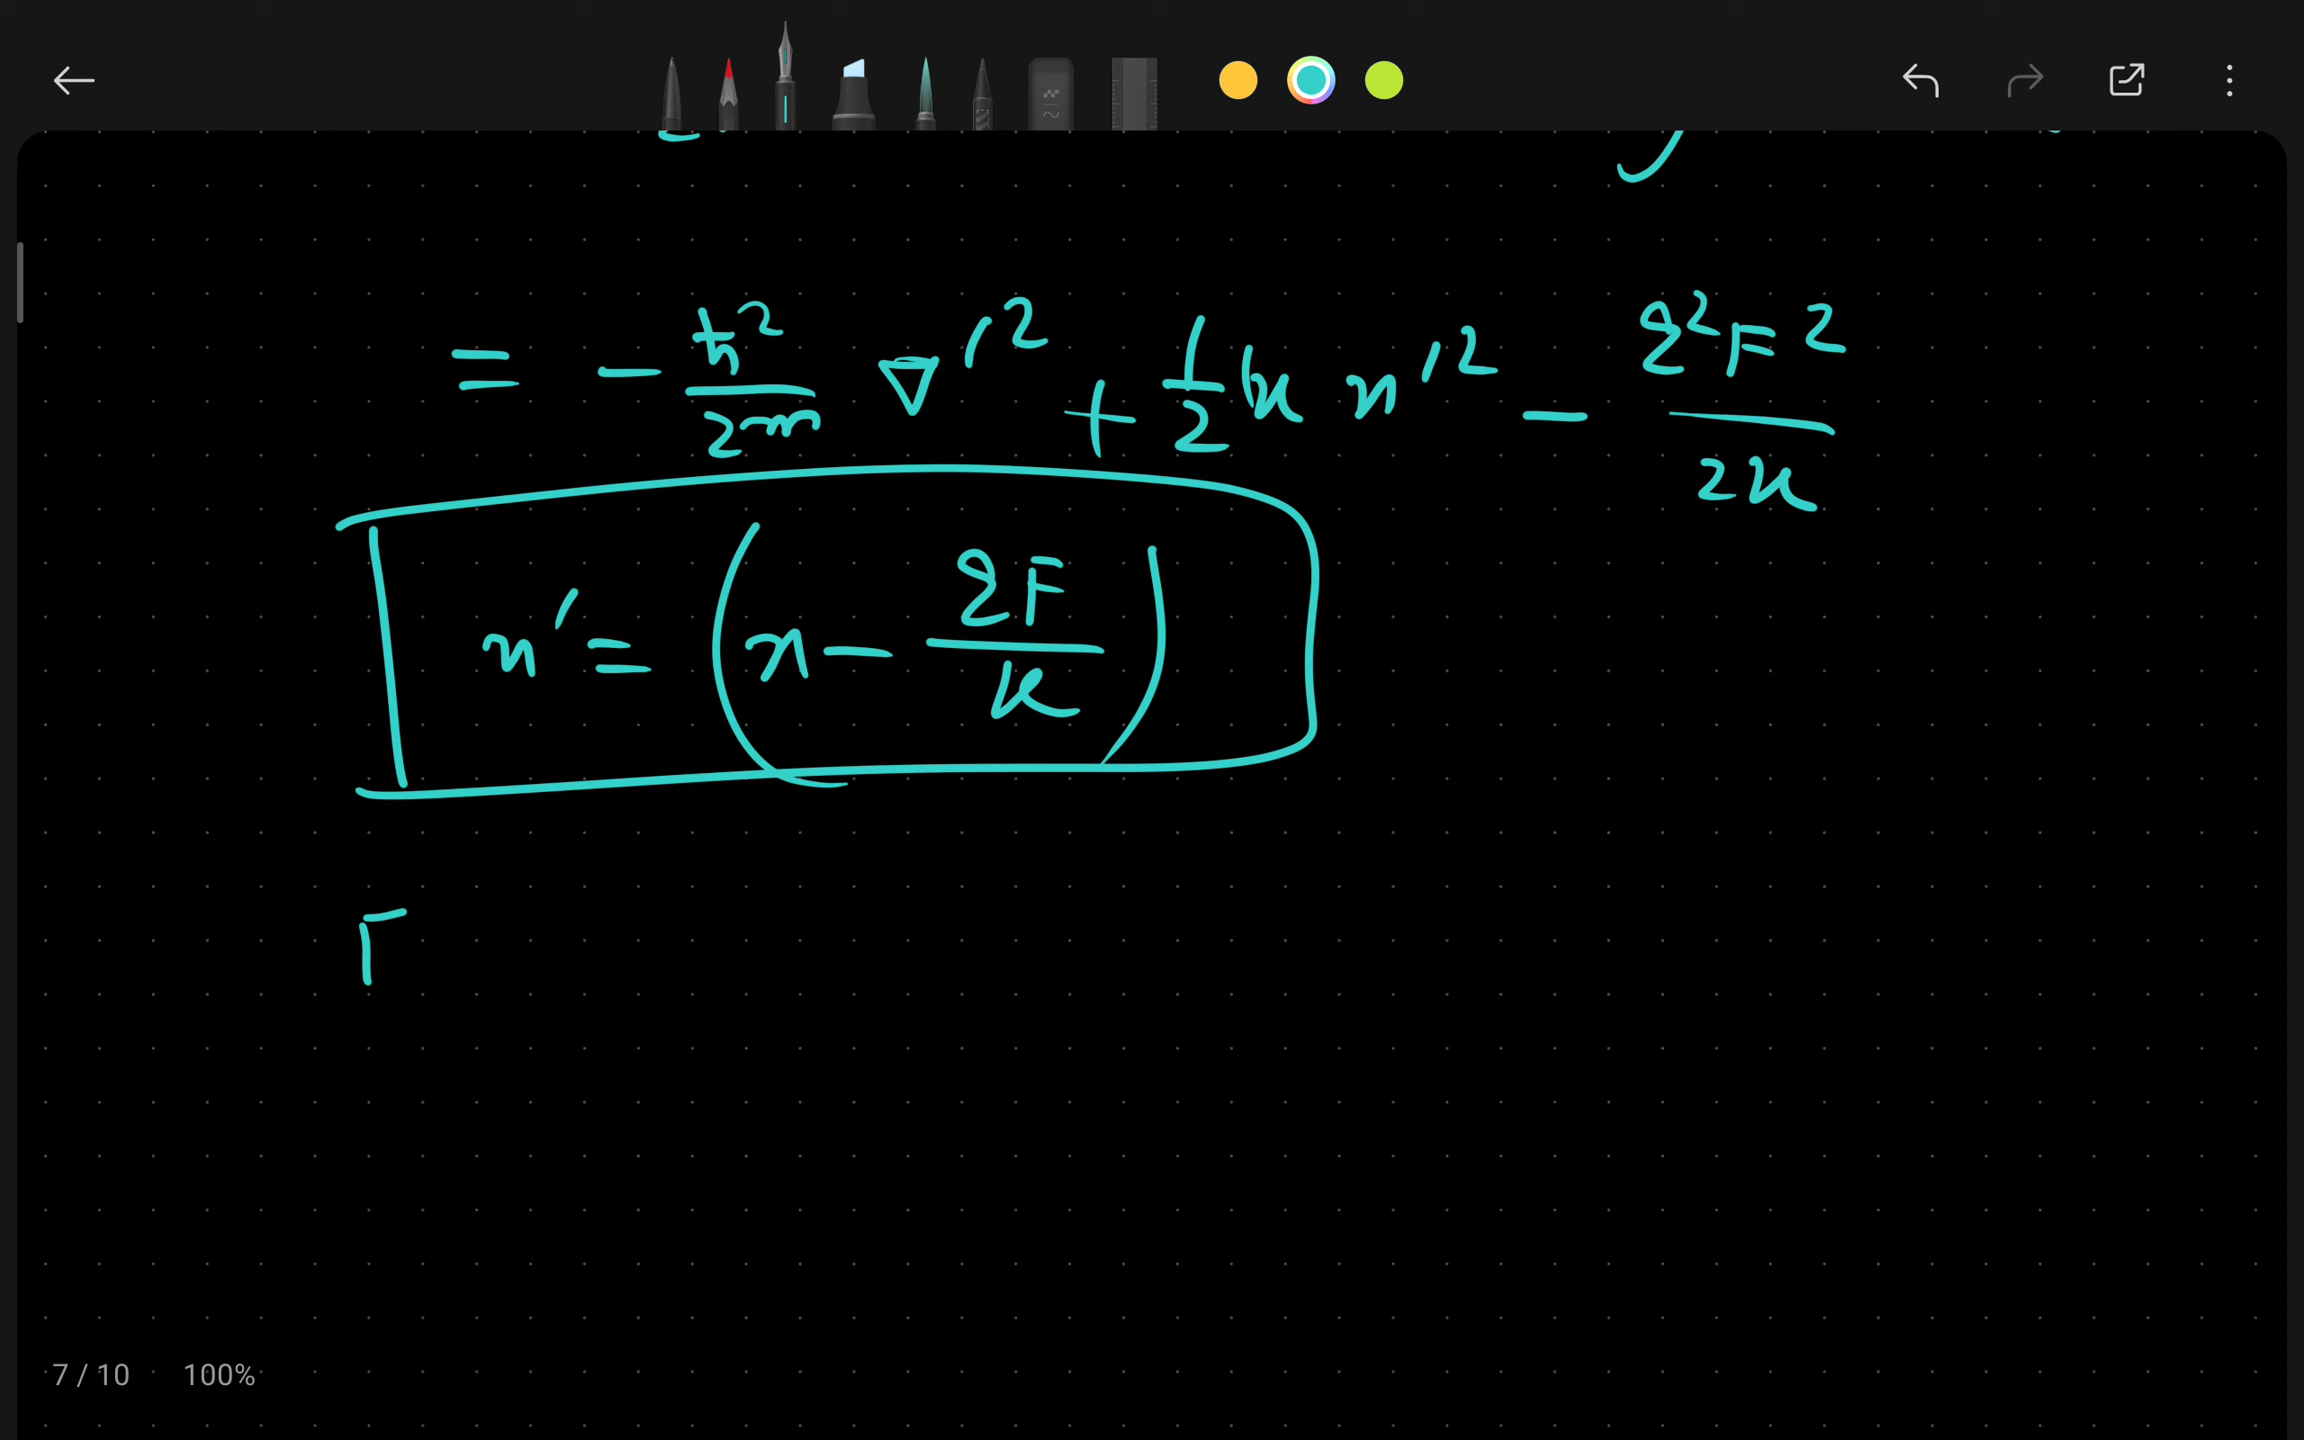 = - ħ²/2m ∇'² + 1/2 k x'² - q²F²/2k
x' = (x - qF/k)
7 / 10 100%